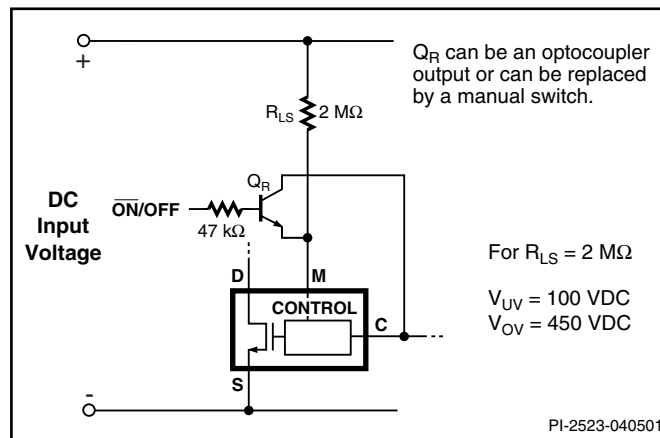 +
Q_R can be an optocoupler
output or can be replaced
by a manual switch.
R_LS
2 MΩ
Q_R
DC
Input
Voltage
O̅N̅/OFF
47 kΩ
For R_LS = 2 MΩ
D
M
CONTROL
C
V_UV = 100 VDC
V_OV = 450 VDC
S
-
PI-2523-040501